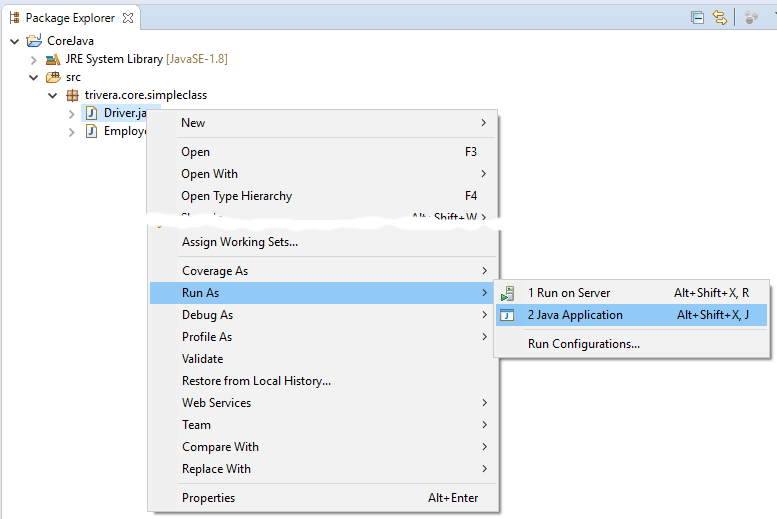 Package Explorer
CoreJava
JRE System Library [JavaSE-1.8]
src
trivera.core.simpleclass
Driver.ja
Employ
New
Open F3
Open With
Open Type Hierarchy F4
Alt+Shift+W
Assign Working Sets...
Coverage As
Run As
1 Run on Server Alt+Shift+X, R
Debug As
2 Java Application Alt+Shift+X, J
Profile As
Run Configurations...
Validate
Restore from Local History...
Web Services
Team
Compare With
Replace With
Properties Alt+Enter